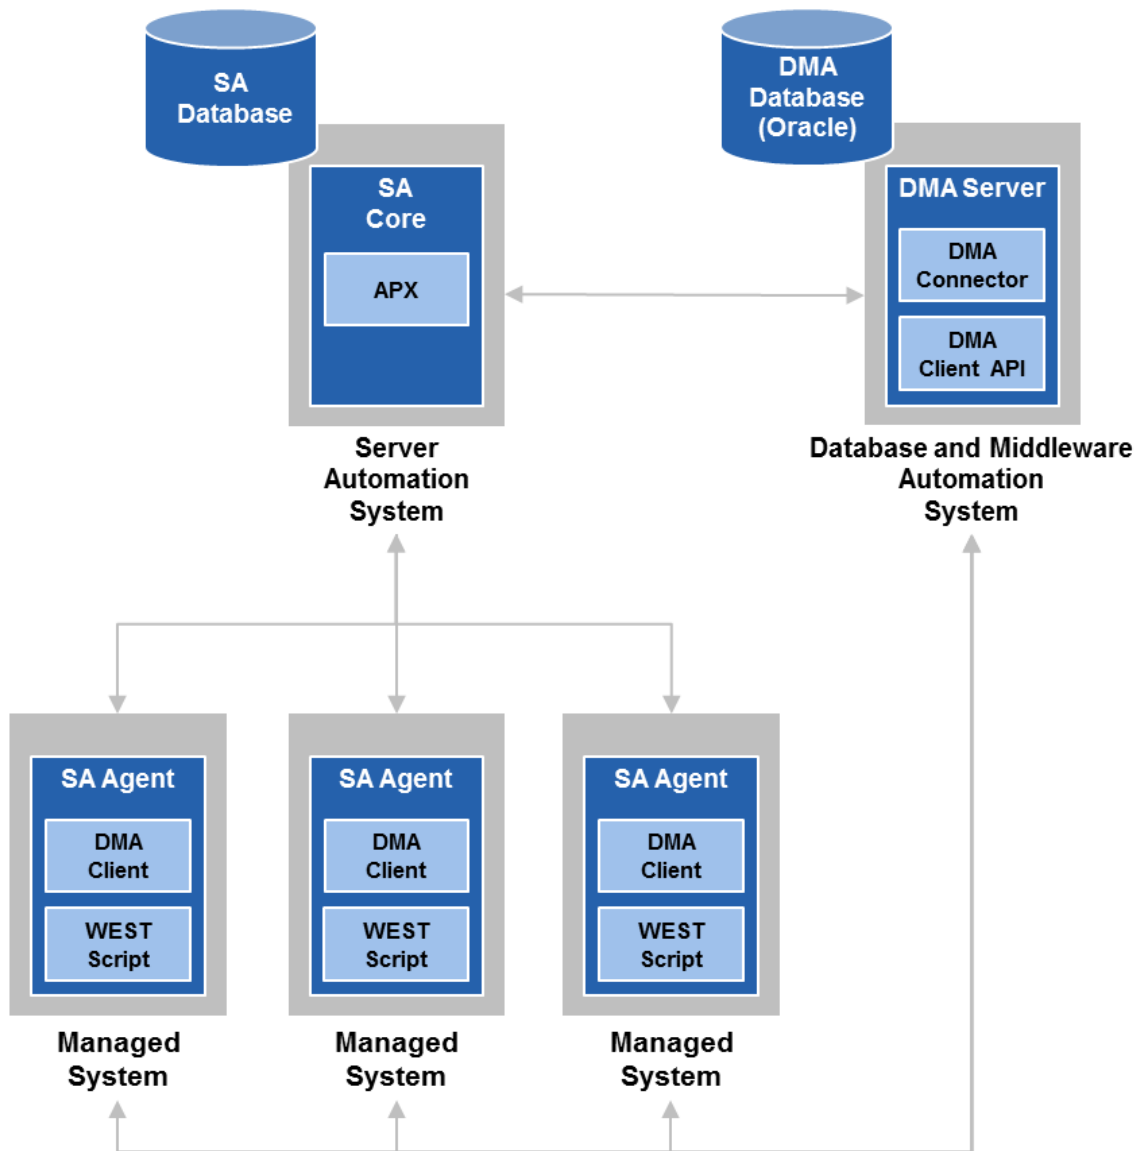 SA
Database
DMA
Database
(Oracle)
SA
Core
APX
DMA Server
DMA
Connector
DMA
Client API
Server
Automation
System
Database and Middleware
Automation
System
SA Agent
DMA
Client
WEST
Script
Managed
System
SA Agent
DMA
Client
WEST
Script
Managed
System
SA Agent
DMA
Client
WEST
Script
Managed
System